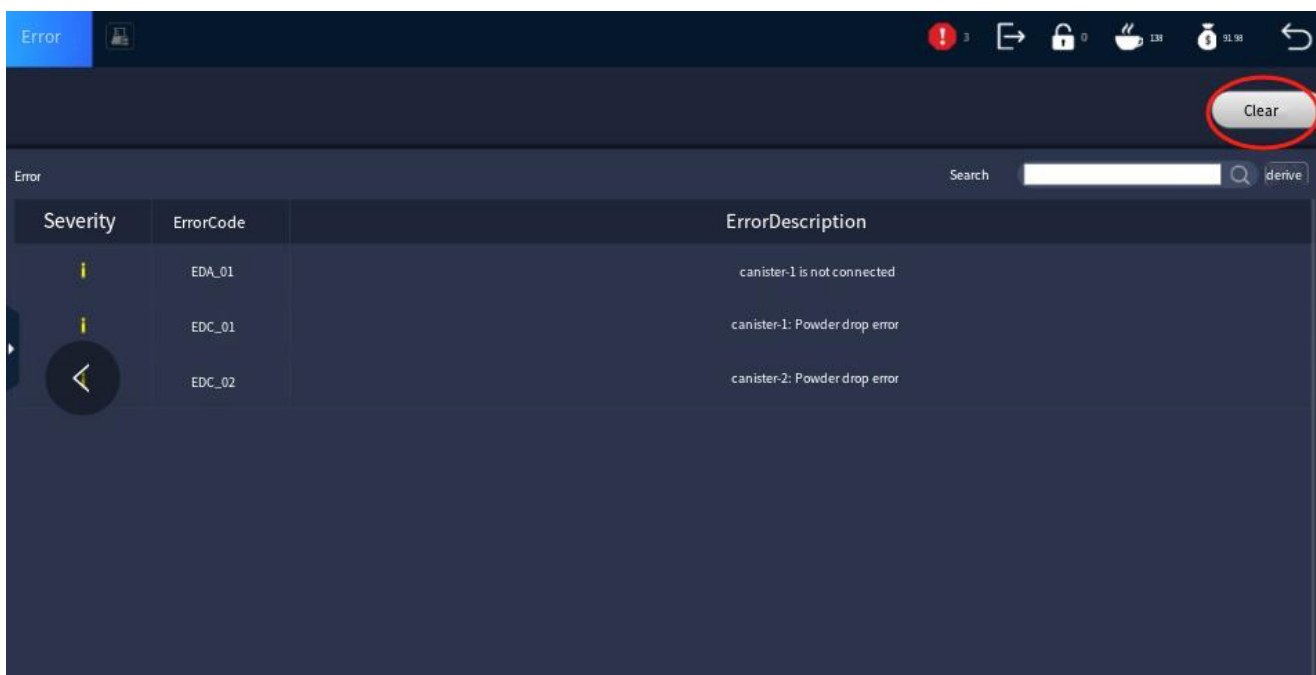 Error 3 0 138 91.98
Clear
Error Search derive
Severity ErrorCode ErrorDescription
EDA_01 canister-1 is not connected
EDC_01 canister-1: Powder drop error
EDC_02 canister-2: Powder drop error